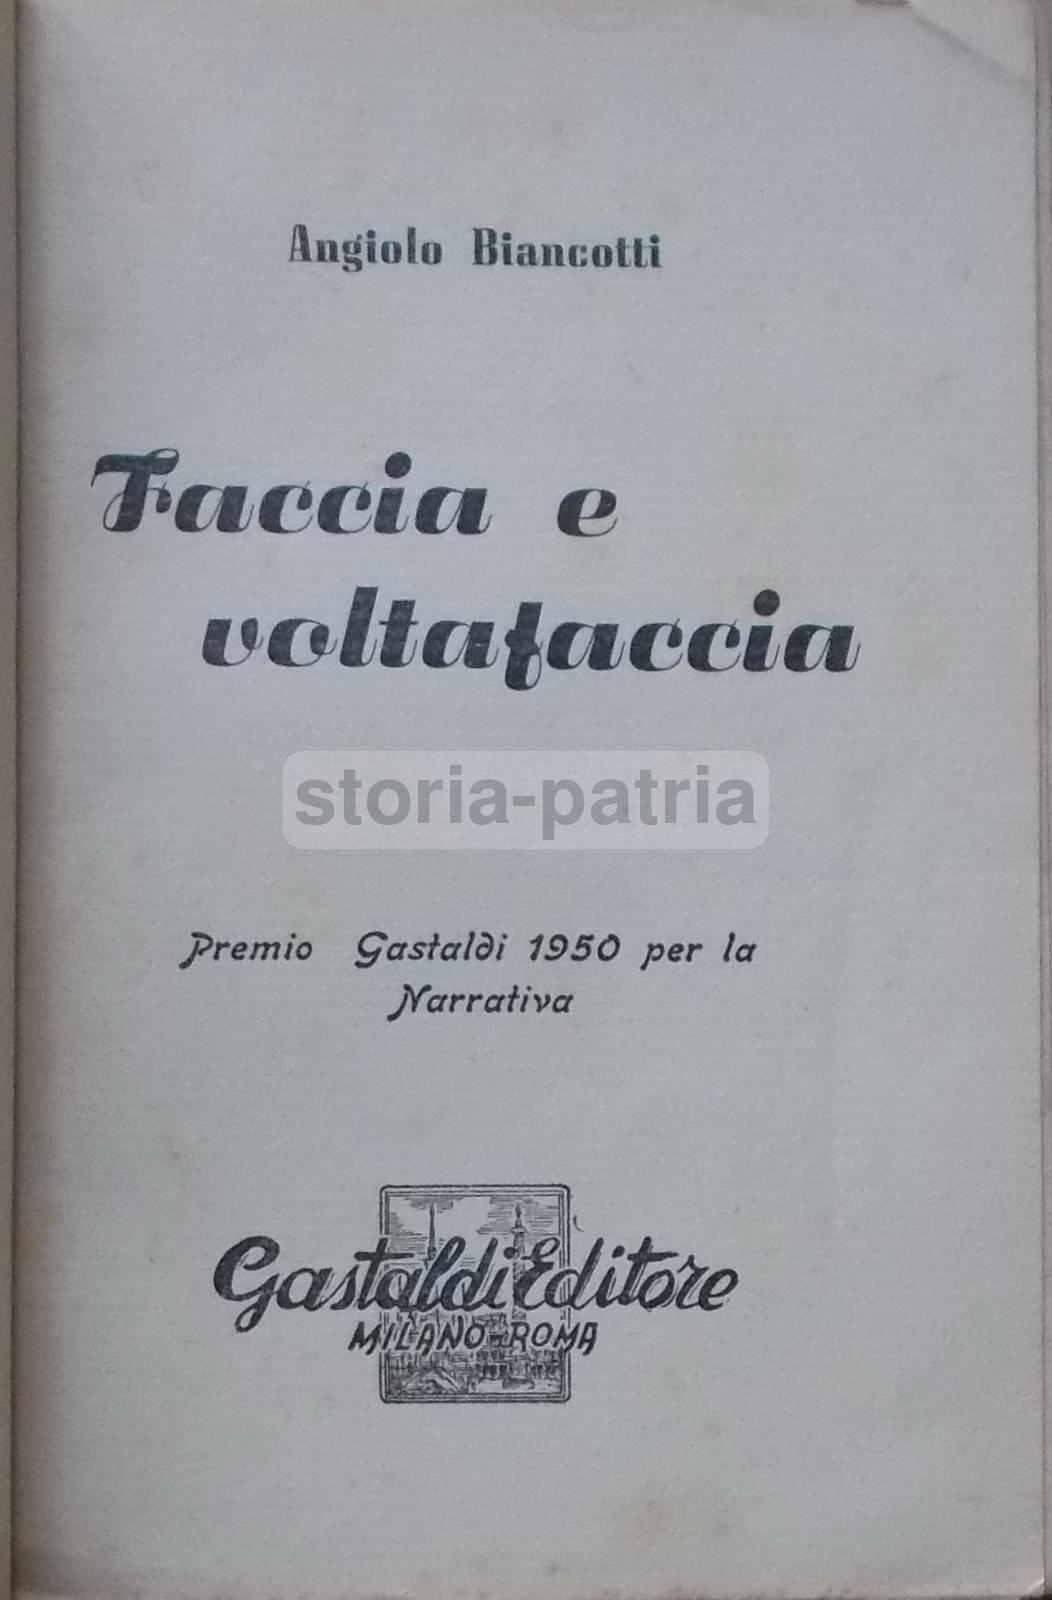 Angiolo Biancotti
Faccia e
voltafaccia
storia-patria
Premio Gastaldi 1950 per la
Narrativa
Gastaldi Editore
MILANO-ROMA